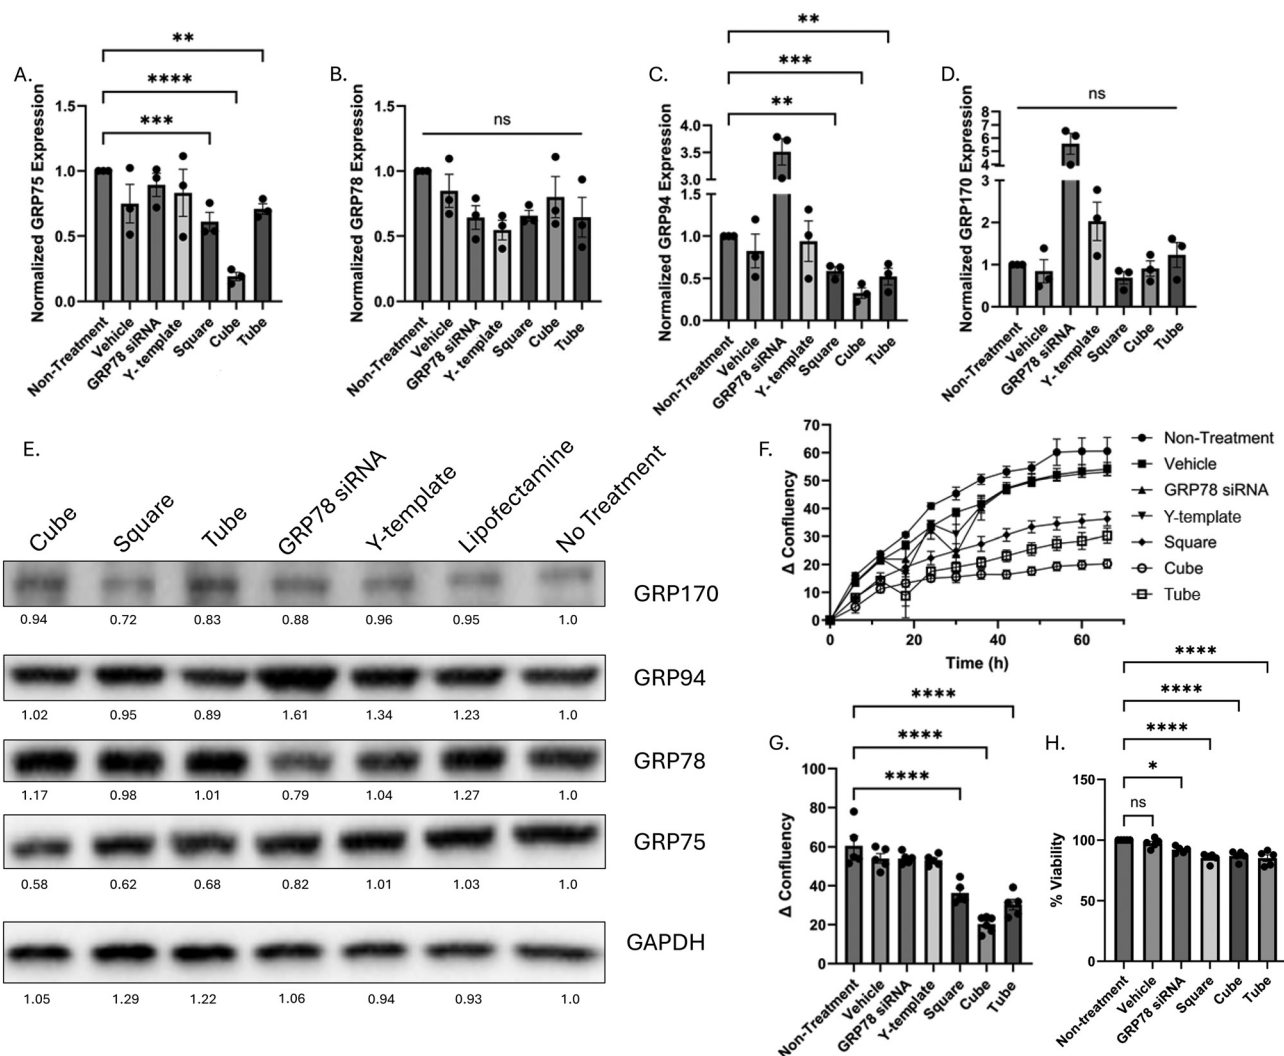 A.
**
****
***
Normalized GRP75 Expression
1.5
1.0
0.5
0.0
Non-Treatment
Vehicle
GRP78 siRNA
Y- template
Square
Cube
Tube
B.
ns
Normalized GRP78 Expression
1.5
1.0
0.5
0.0
Non-Treatment
Vehicle
GRP78 siRNA
Y- template
Square
Cube
Tube
C.
**
***
**
Normalized GRP94 Expression
4.0
3.5
3.0
1.5
1.0
0.5
0.0
Non-Treatment
Vehicle
GRP78 siRNA
Y- template
Square
Cube
Tube
D.
ns
Normalized GRP170 Expression
8
7
6
5
4
3
2
1
0
Non-Treatment
Vehicle
GRP78 siRNA
Y- template
Square
Cube
Tube
E.
Cube
Square
Tube
GRP78 siRNA
Y-template
Lipofectamine
No Treatment
GRP170
0.94 0.72 0.83 0.88 0.96 0.95 1.0
GRP94
1.02 0.95 0.89 1.61 1.34 1.23 1.0
GRP78
1.17 0.98 1.01 0.79 1.04 1.27 1.0
GRP75
0.58 0.62 0.68 0.82 1.01 1.03 1.0
GAPDH
1.05 1.29 1.22 1.06 0.94 0.93 1.0
F.
Δ Confluency
70
60
50
40
30
20
10
0
0 20 40 60
Time (h)
Non-Treatment
Vehicle
GRP78 siRNA
Y-template
Square
Cube
Tube
G.
****
****
****
Δ Confluency
100
80
60
40
20
0
Non-Treatment
Vehicle
GRP78 siRNA
Y-template
Square
Cube
Tube
H.
****
****
****
*
ns
% Viability
150
100
50
0
Non-treatment
Vehicle
GRP78 siRNA
Square
Cube
Tube